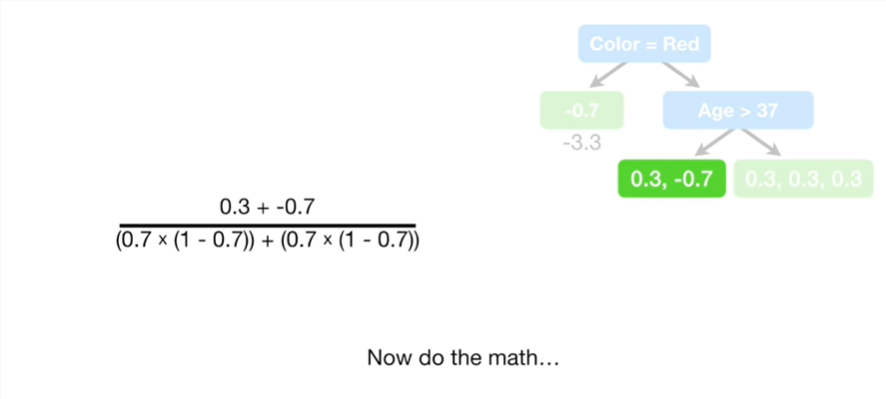 Color = Red
-0.7
Age > 37
-3.3
0.3, -0.7
0.3, 0.3, 0.3
0.3 + -0.7
(0.7 × (1 - 0.7)) + (0.7 × (1 - 0.7))
Now do the math…